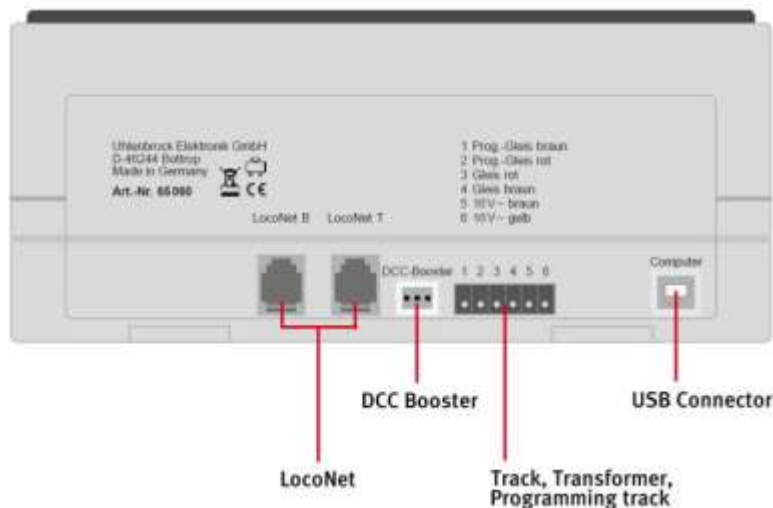 Uhlenbrock Elektronik GmbH
D-46244 Bottrop
Made in Germany
Art.-Nr. 65060
CE
1 Prog.-Gleis braun
2 Prog.-Gleis rot
3 Gleis rot
4 Gleis braun
5 16V~ braun
6 16V~ gelb
LocoNet B
LocoNet T
DCC-Booster
1 2 3 4 5 6
Computer
DCC Booster
USB Connector
LocoNet
Track, Transformer,
Programming track